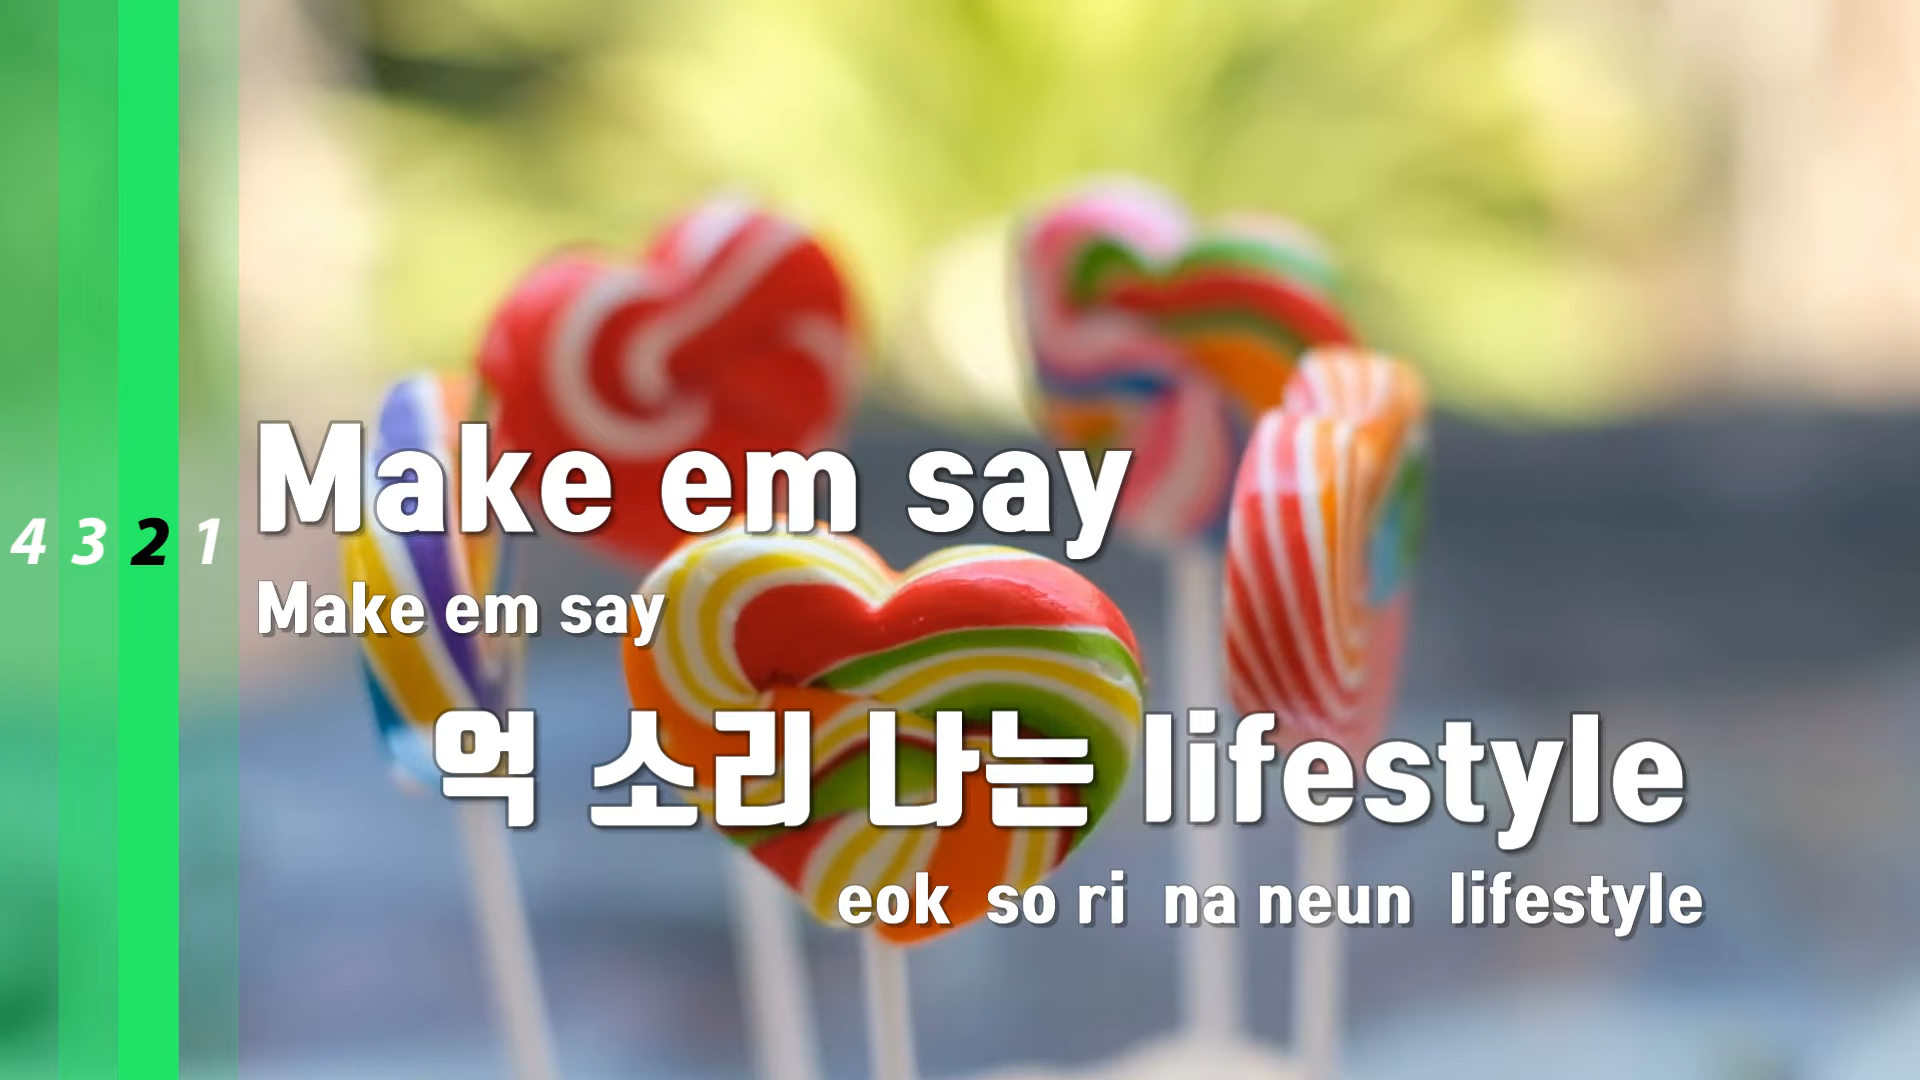 4 3 2 1
Make em say
Make em say
억 소리 나는 lifestyle
eok so ri na neun lifestyle